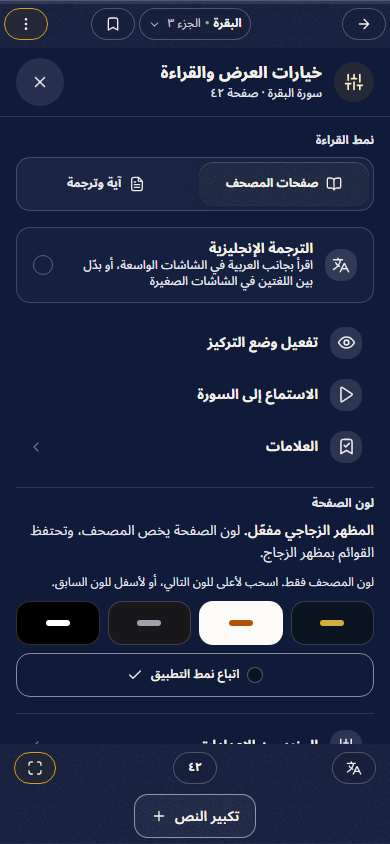 البقرة • الجزء ٣
خيارات العرض والقراءة
سورة البقرة · صفحة ٤٢
نمط القراءة
صفحات المصحف
آية وترجمة
الترجمة الإنجليزية
اقرأ بجانب العربية في الشاشات الواسعة، أو بدّل
بين اللغتين في الشاشات الصغيرة
تفعيل وضع التركيز
الاستماع إلى السورة
العلامات
لون الصفحة
المظهر الزجاجي مفعّل. لون الصفحة يخص المصحف، وتحتفظ
القوائم بمظهر الزجاج.
لون المصحف فقط. اسحب لأعلى للون التالي، أو لأسفل للون السابق.
اتباع نمط التطبيق
٤٢
تكبير النص